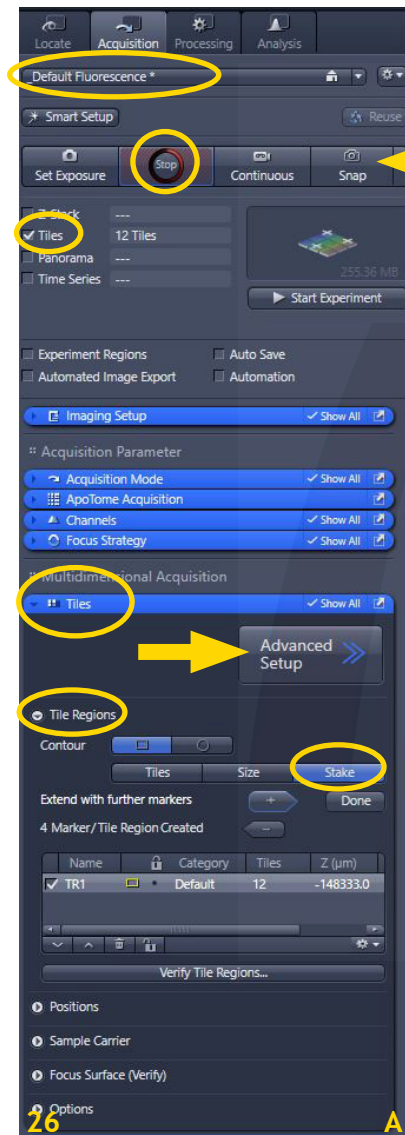 Locate Acquisition Processing Analysis
Default Fluorescence *
Smart Setup Reuse
Set Exposure Stop Continuous Snap
Z-Stack ---
Tiles 12 Tiles
Panorama ---
Time Series ---
255.36 MB
Start Experiment
Experiment Regions Auto Save
Automated Image Export Automation
Imaging Setup Show All
Acquisition Parameter
Acquisition Mode Show All
ApoTome Acquisition
Channels Show All
Focus Strategy Show All
Multidimensional Acquisition
Tiles Show All
Advanced
Setup
Tile Regions
Contour
Tiles Size Stake
Extend with further markers + Done
4 Marker/Tile Region Created -
Name Category Tiles Z (µm)
TR1 Default 12 -148333.0
Verify Tile Regions...
Positions
Sample Carrier
Focus Surface (Verify)
Options
26 A